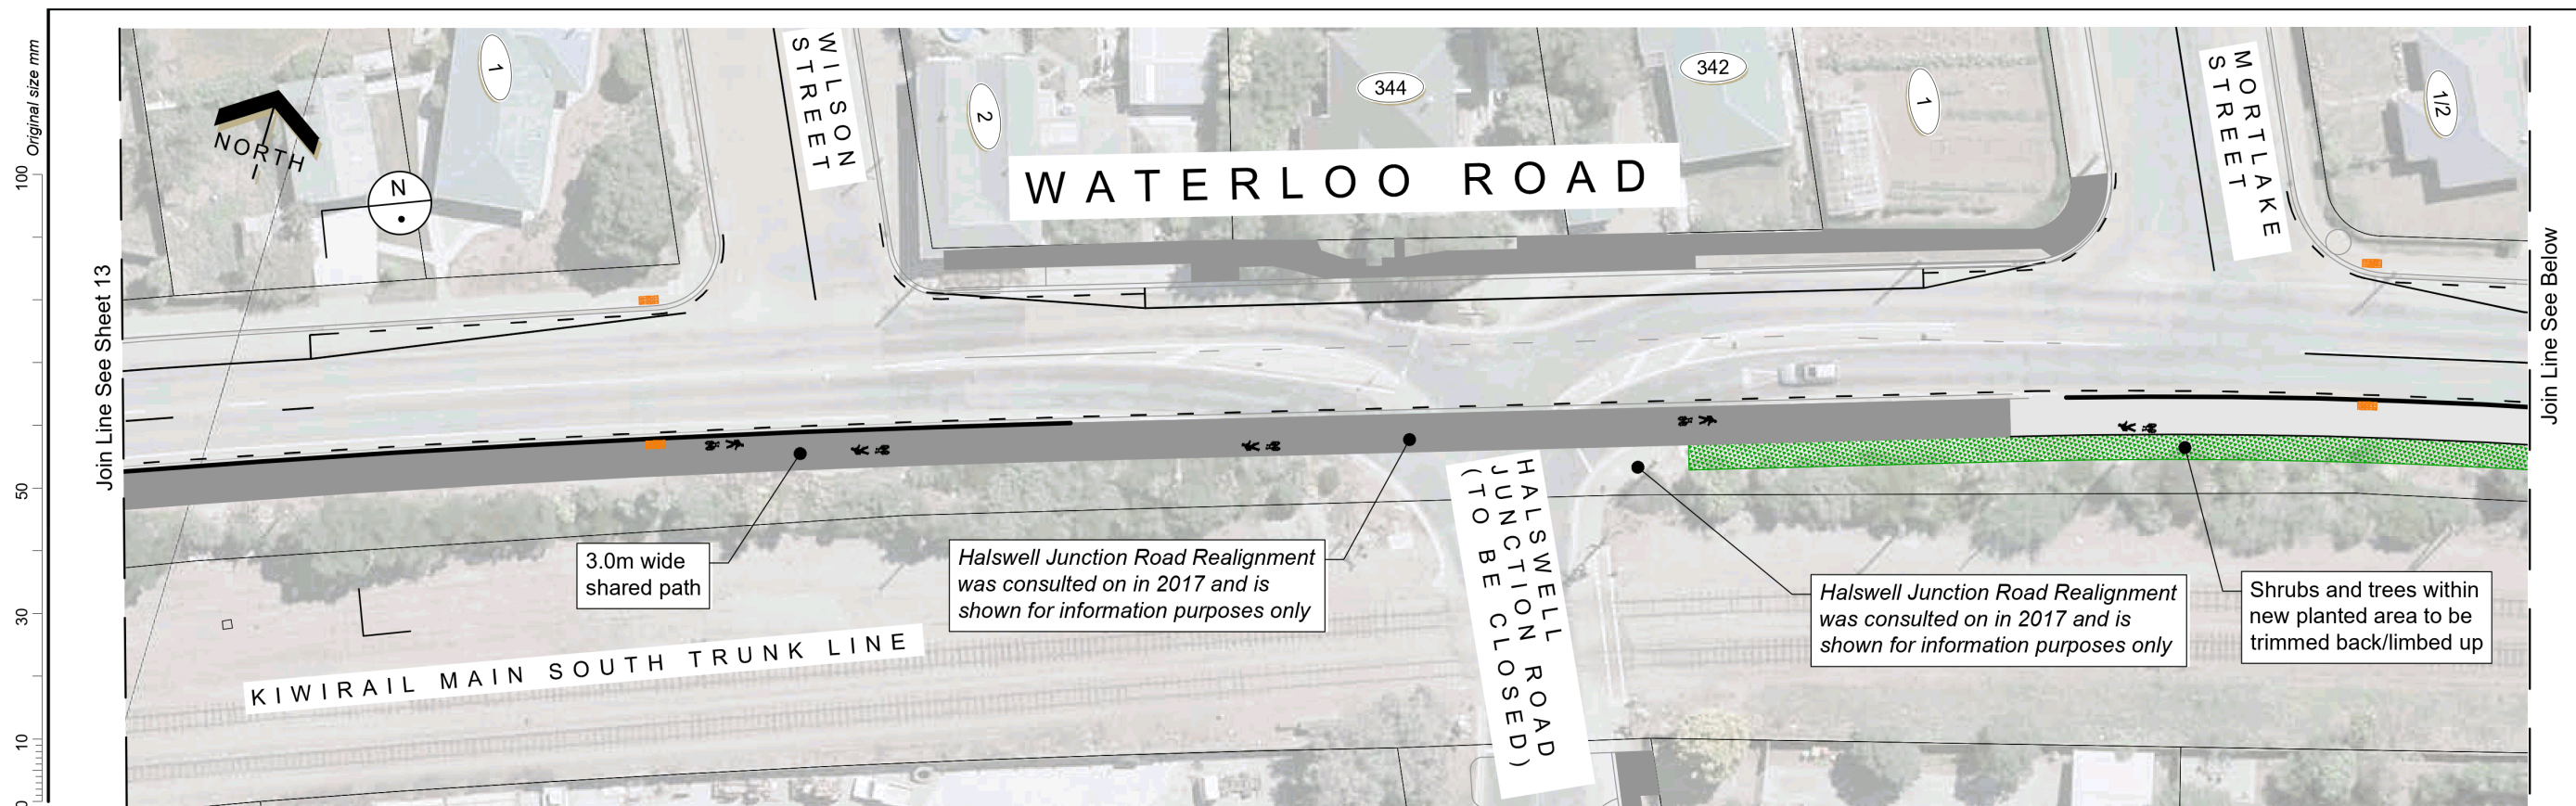 Original size mm
100
50
30
10
0
Join Line See Sheet 13
NORTH
N
1
WILSON
STREET
2
344
342
1
MORTLAKE
STREET
1/2
WATERLOO ROAD
Join Line See Below
3.0m wide
shared path
Halswell Junction Road Realignment
was consulted on in 2017 and is
shown for information purposes only
HALSWELL
JUNCTION ROAD
(TO BE CLOSED)
Halswell Junction Road Realignment
was consulted on in 2017 and is
shown for information purposes only
Shrubs and trees within
new planted area to be
trimmed back/limbed up
KIWIRAIL MAIN SOUTH TRUNK LINE